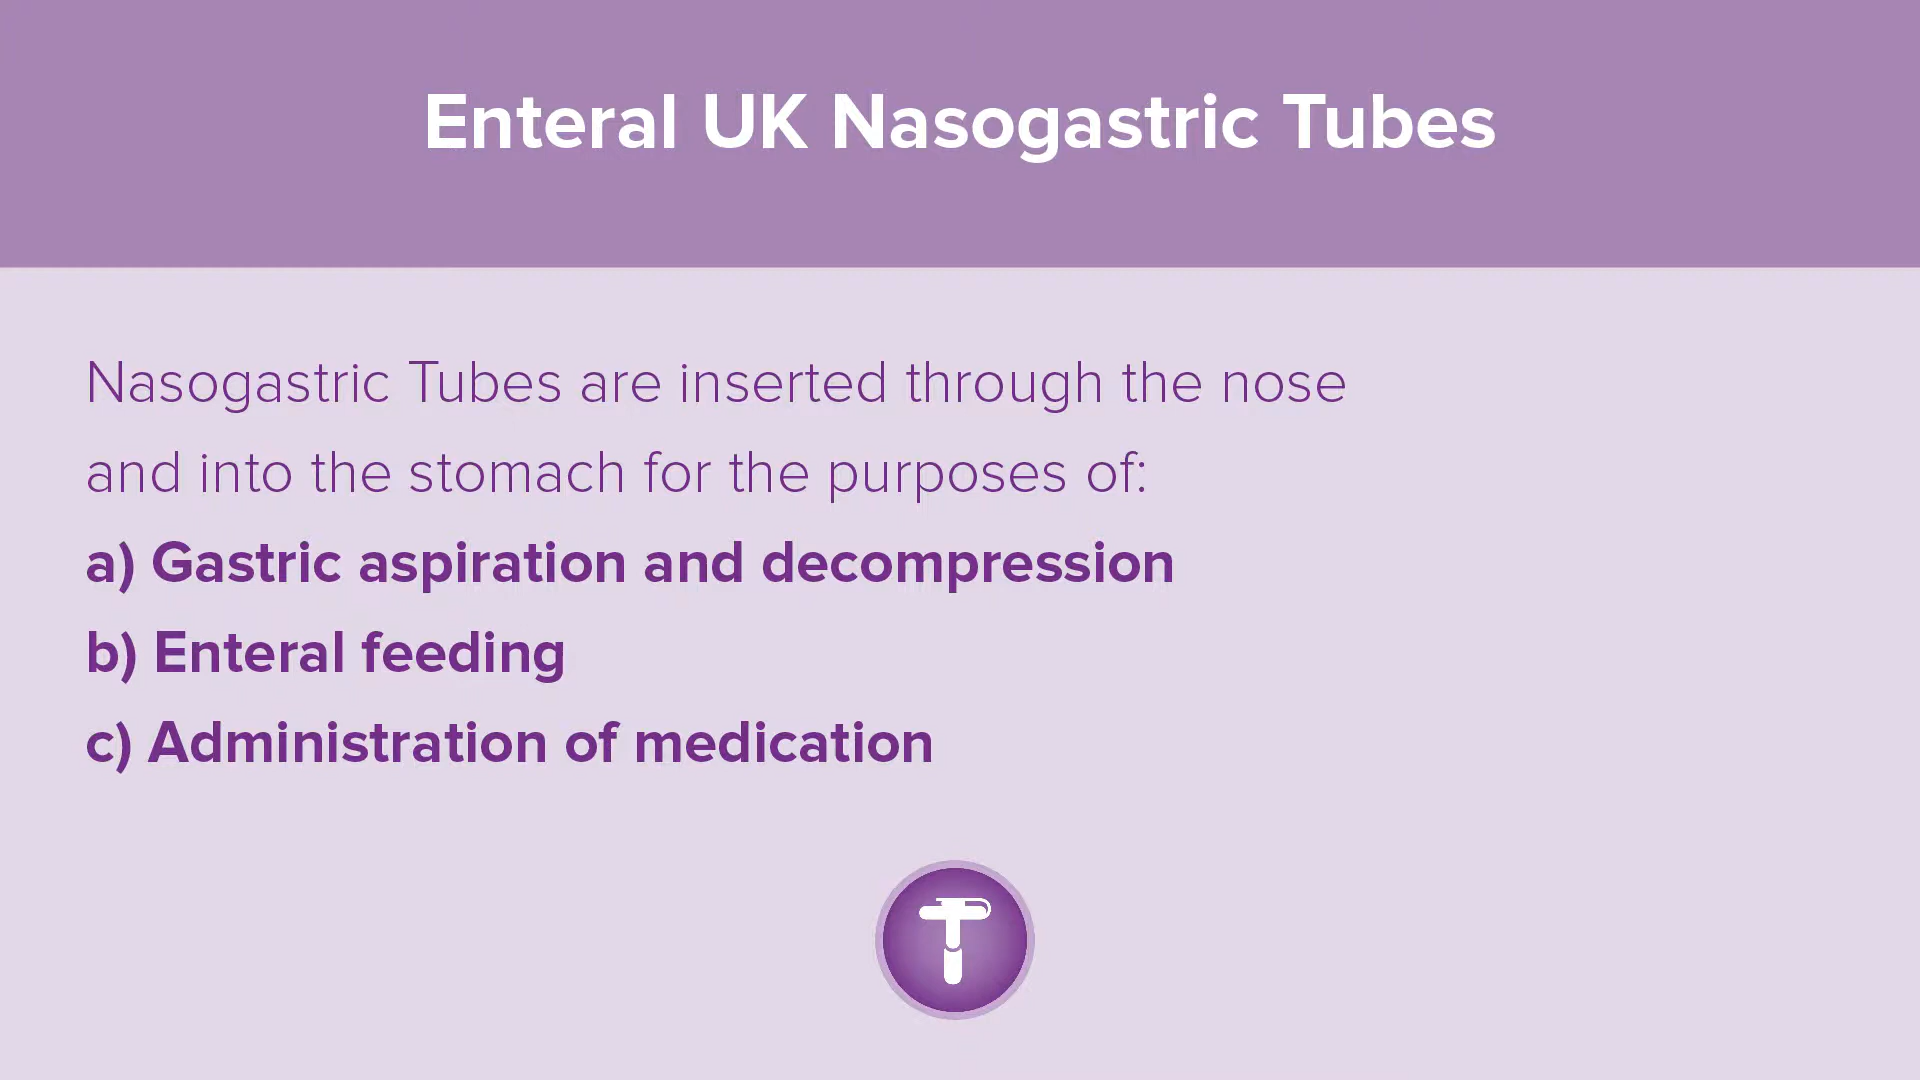 Enteral UK Nasogastric Tubes
Nasogastric Tubes are inserted through the nose
and into the stomach for the purposes of:
a) Gastric aspiration and decompression
b) Enteral feeding
c) Administration of medication